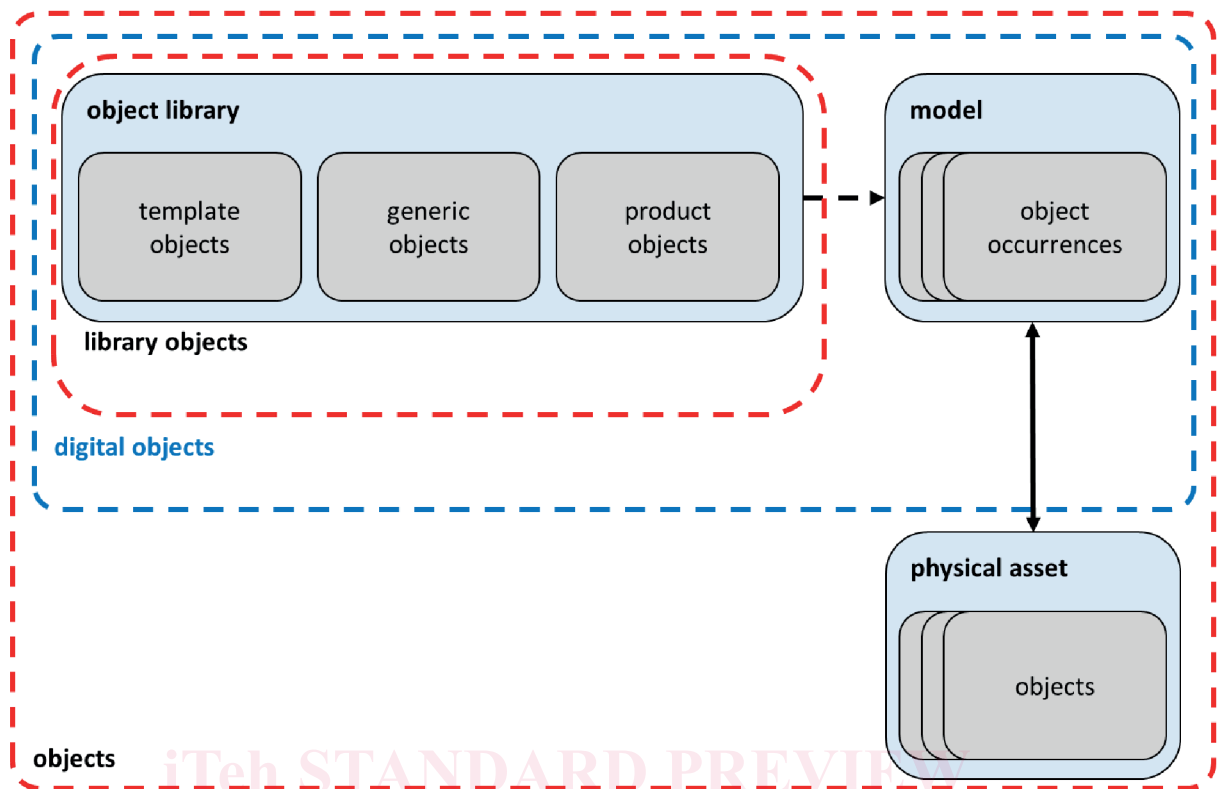 object library
template
objects
generic
objects
product
objects
library objects
digital objects
model
object
occurrences
physical asset
objects
objects
iTeh STANDARD PREVIEW